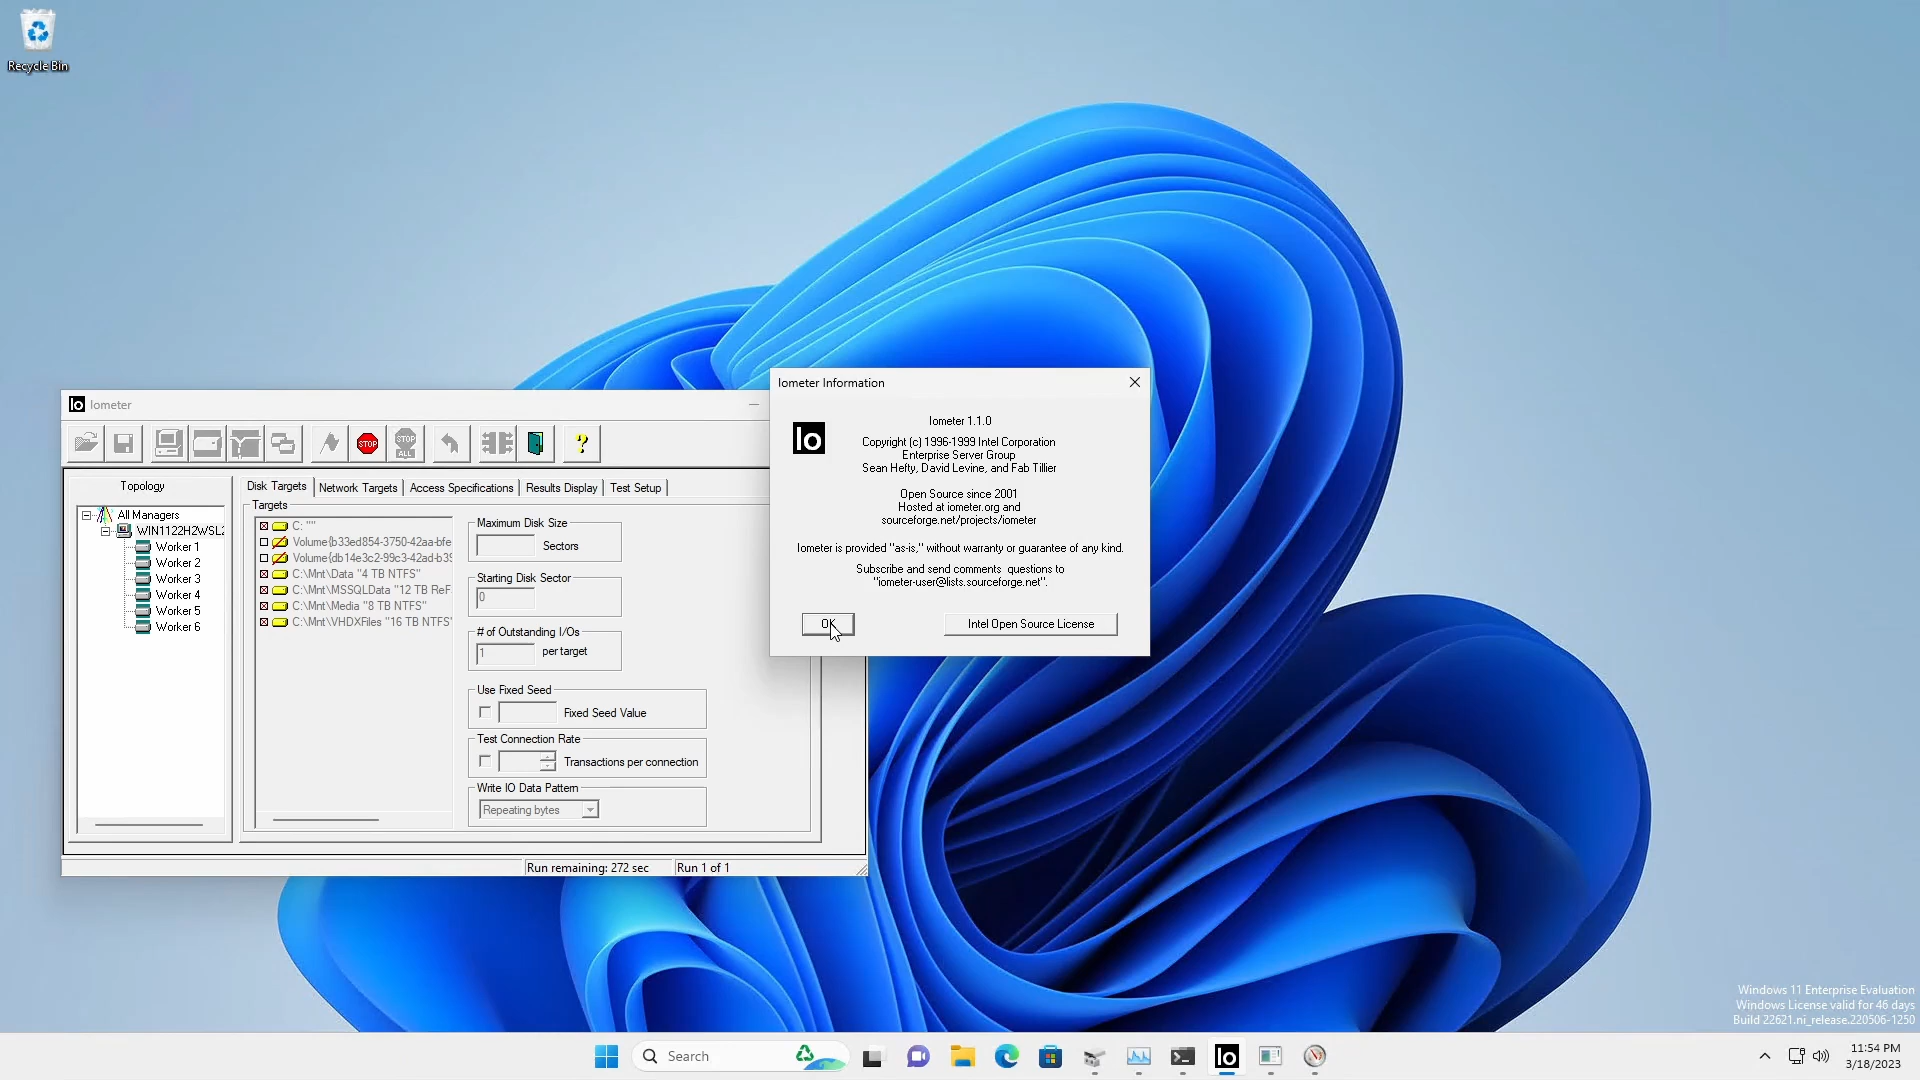 Recycle Bin
Iometer
STOP
STOP
ALL
?
Topology
All Managers
WIN1122H2WSL2
Worker 1
Worker 2
Worker 3
Worker 4
Worker 5
Worker 6
Disk Targets
Network Targets
Access Specifications
Results Display
Test Setup
Targets
C: ""
Volume{b33ed854-3750-42aa-bfe
Volume{db14e3c2-99c3-42ad-b39
C:\Mnt\Data "4 TB NTFS"
C:\Mnt\MSSQLData "12 TB ReF
C:\Mnt\Media "8 TB NTFS"
C:\Mnt\VHDXFiles "16 TB NTFS"
Maximum Disk Size
Sectors
Starting Disk Sector
0
# of Outstanding I/Os
1
per target
Use Fixed Seed
Fixed Seed Value
Test Connection Rate
Transactions per connection
Write IO Data Pattern
Repeating bytes
Run remaining: 272 sec
Run 1 of 1
Iometer Information
Io
Iometer 1.1.0
Copyright (c) 1996-1999 Intel Corporation
Enterprise Server Group
Sean Hefty, David Levine, and Fab Tillier
Open Source since 2001
Hosted at iometer.org and
sourceforge.net/projects/iometer
Iometer is provided "as-is," without warranty or guarantee of any kind.
Subscribe and send comments  questions to
"iometer-user@lists.sourceforge.net".
OK
Intel Open Source License
Windows 11 Enterprise Evaluation
Windows License valid for 46 days
Build 22621.ni_release.220506-1250
Search
Io
11:54 PM
3/18/2023